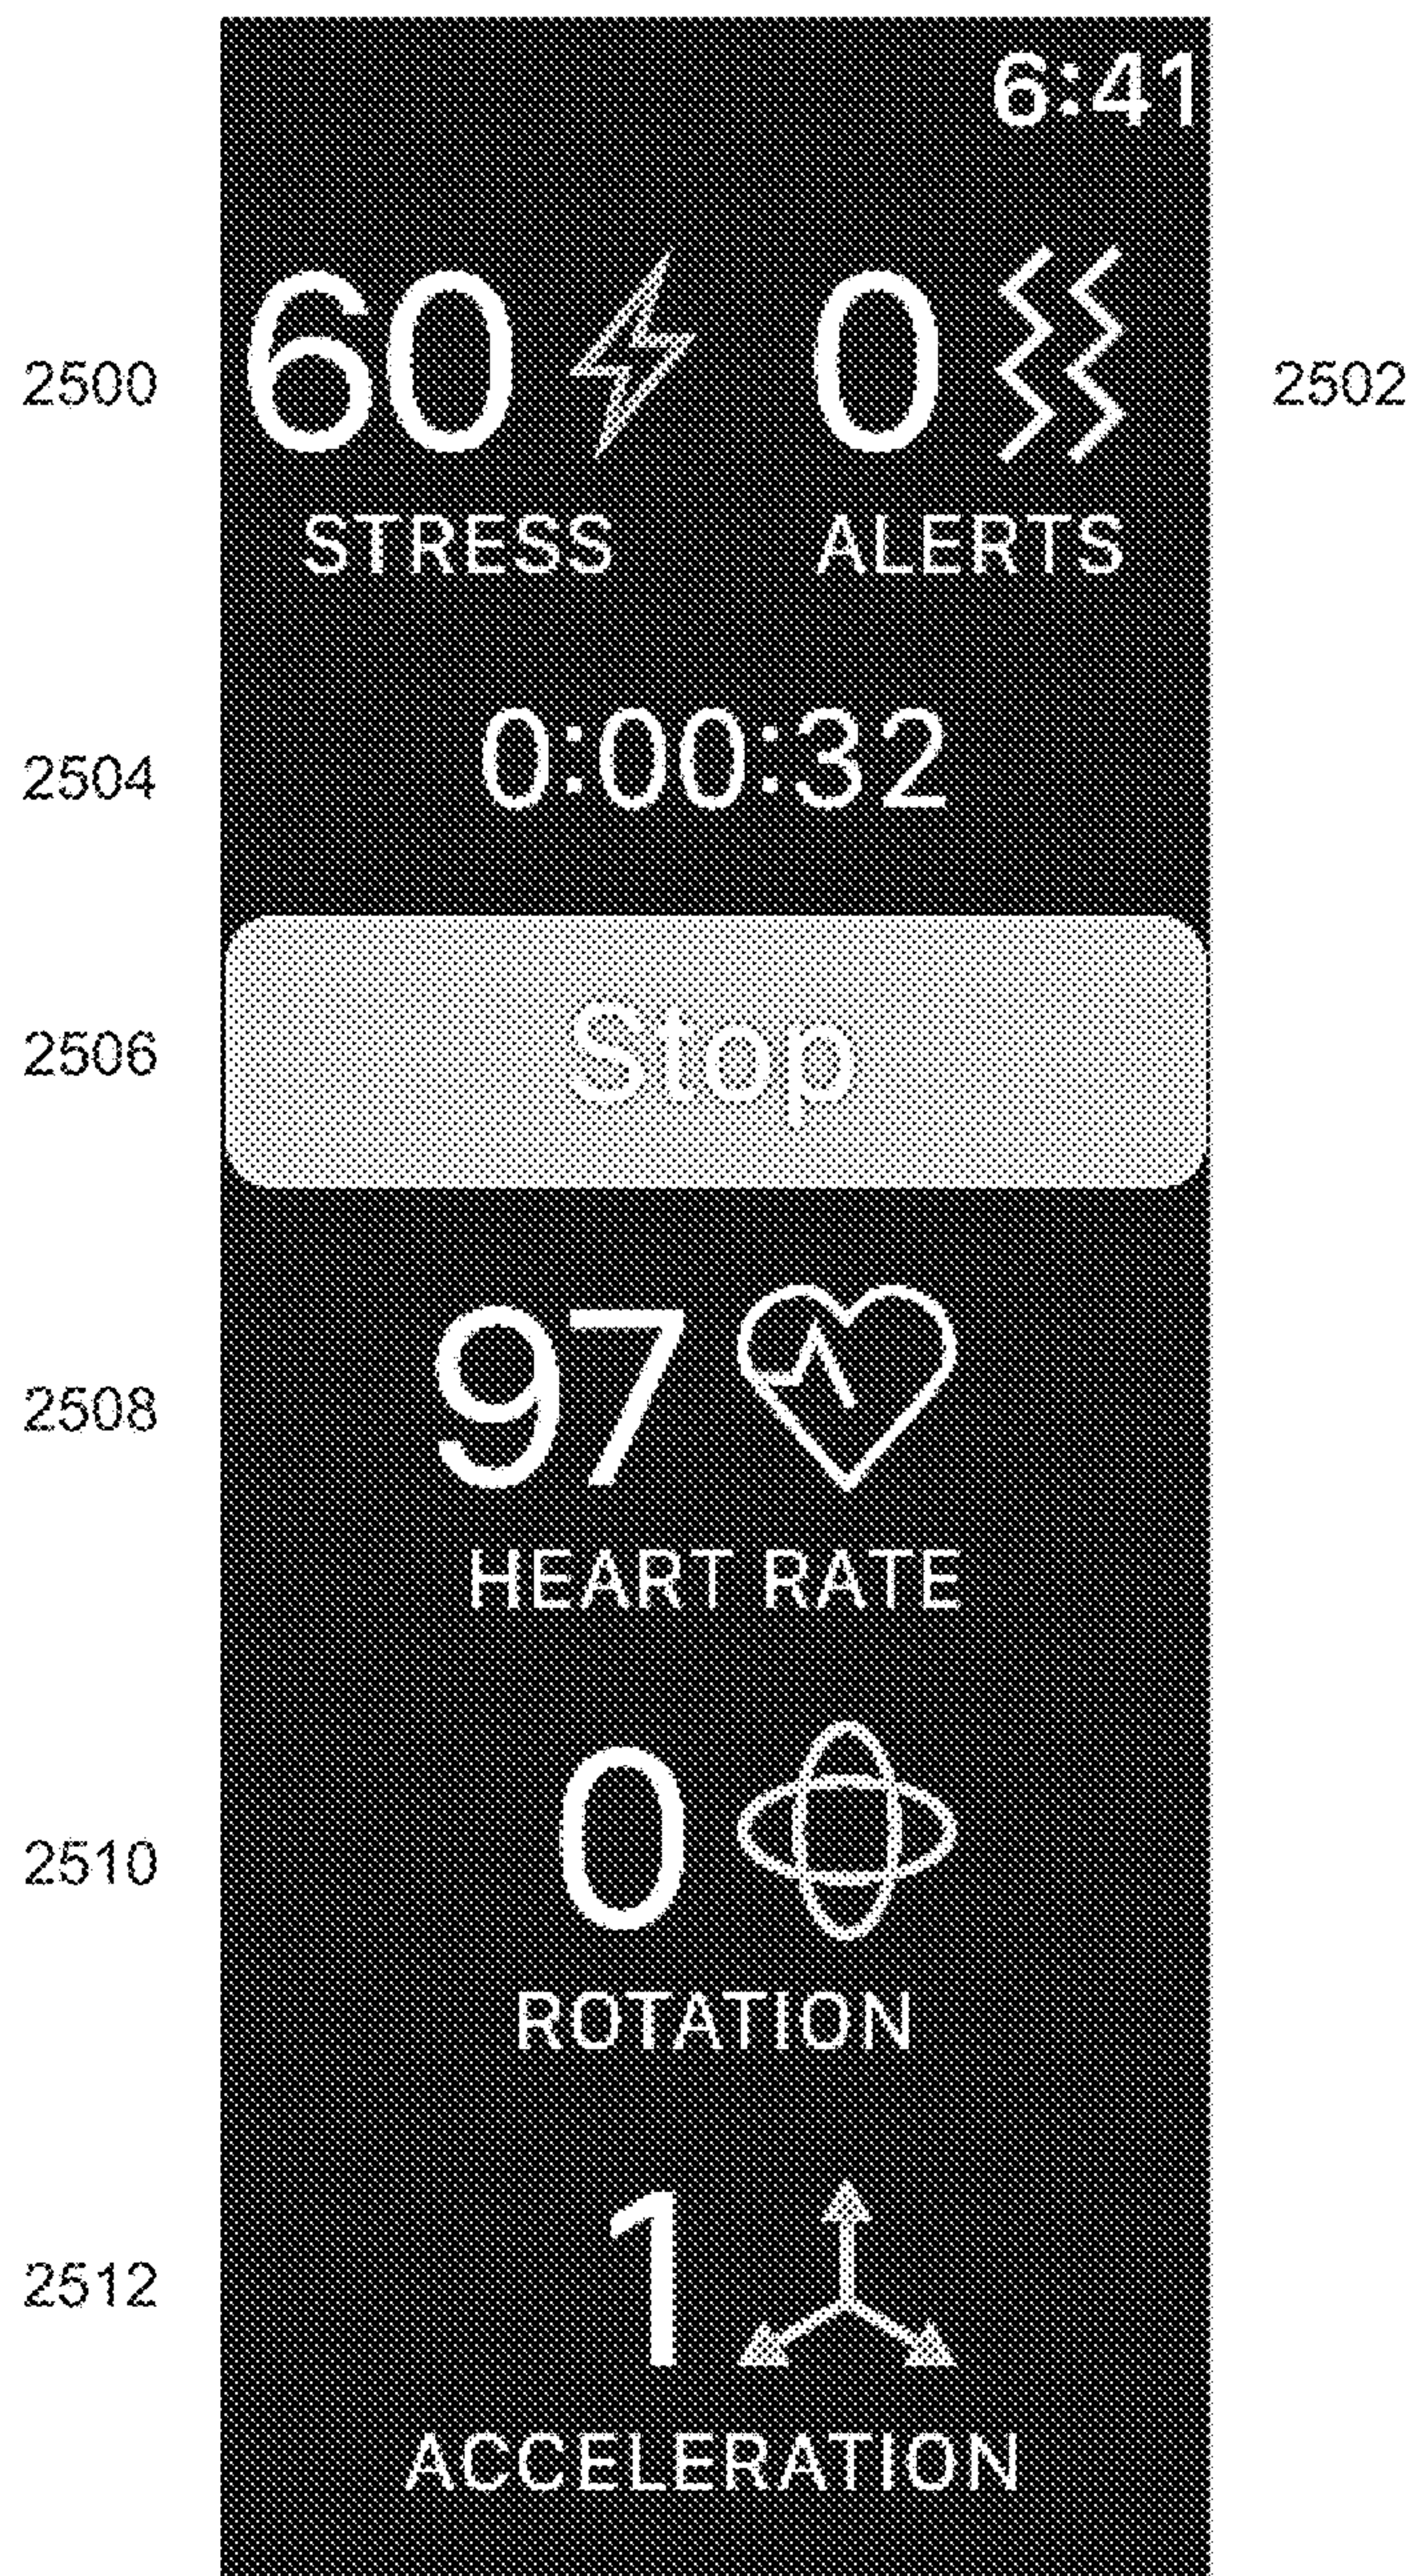 6:41
2500 60 0 2502
STRESS ALERTS
2504 0:00:32
2506 Stop
2508 97
HEART RATE
2510 0
ROTATION
2512 1
ACCELERATION